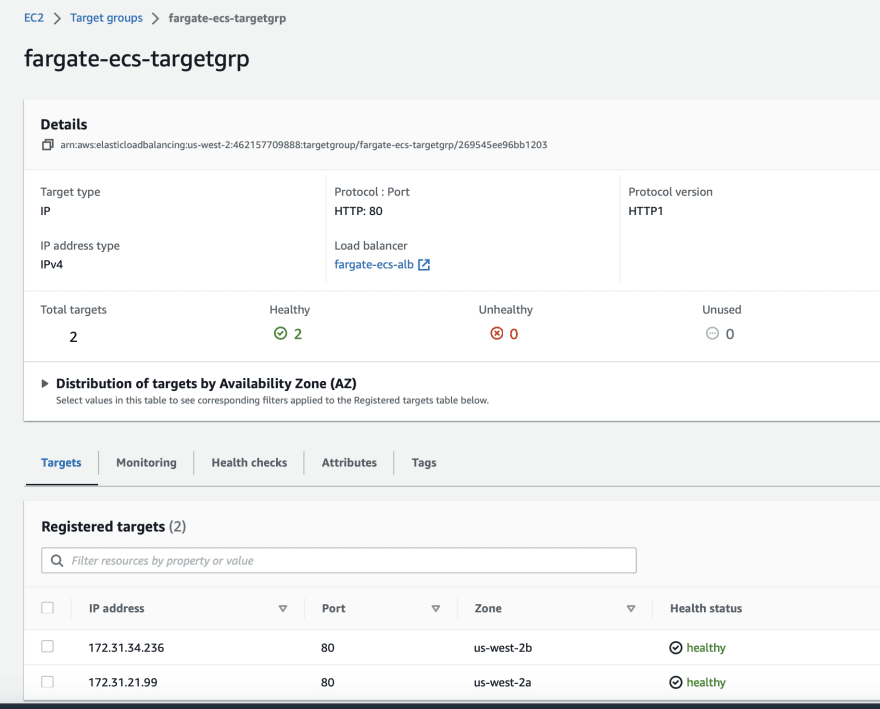 EC2 > Target groups > fargate-ecs-targetgrp
fargate-ecs-targetgrp
Details
arn:aws:elasticloadbalancing:us-west-2:462157709888:targetgroup/fargate-ecs-targetgrp/269545ee96bb1203
Target type Protocol : Port Protocol version
IP HTTP: 80 HTTP1
IP address type Load balancer
IPv4 fargate-ecs-alb
Total targets Healthy Unhealthy Unused
2 2 0 0
Distribution of targets by Availability Zone (AZ)
Select values in this table to see corresponding filters applied to the Registered targets table below.
Targets Monitoring Health checks Attributes Tags
Registered targets (2)
Filter resources by property or value
IP address Port Zone Health status
172.31.34.236 80 us-west-2b healthy
172.31.21.99 80 us-west-2a healthy